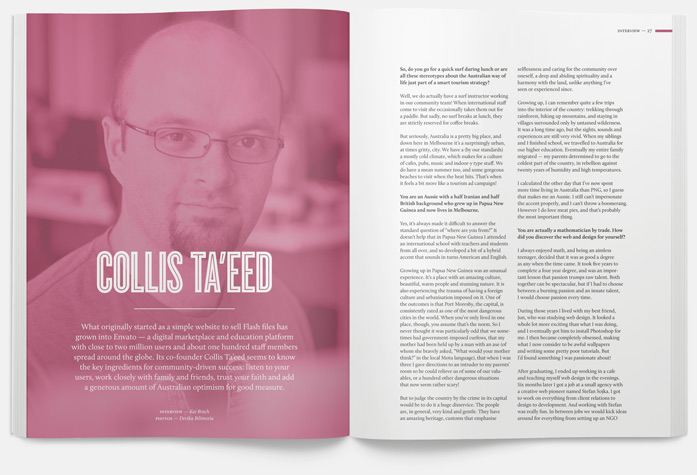 COLLIS TA'EED
What originally started as a simple website to sell Flash files has
grown into Envato — a digital marketplace and education platform
with close to two million users and about one hundred staff members
spread around the globe. Its co-founder Collis Ta'eed seems to know
the key ingredients for community-driven success: listen to your
users, work closely with family and friends, trust your faith and add
a generous amount of Australian optimism for good measure.
INTERVIEW — Kai Brach
INTERVIEW — 27
So, do you go for a quick surf during lunch or are
all these stereotypes about the Australian way of
life just part of a smart tourism strategy?
Well, we do actually have a surf instructor working
in our community team! When international staff
come to visit she occasionally takes them out for
a paddle. But sadly, no surf breaks at lunch, they
are strictly reserved for coffee breaks.
But seriously, Australia is a pretty big place, and
down here in Melbourne it's a surprisingly urban,
at times gritty, city. We have a (by our standards)
a mostly cold climate, which makes for a culture
of cafes, pubs, music and indoor-y type stuff. We
do have a mean summer too, and some gorgeous
beaches to visit when the heat hits. That's when
it feels a bit more like a tourism ad campaign!
You are an Aussie with a half Iranian and half
British background who grew up in Papua New
Guinea and now lives in Melbourne.
Yes, it's always made it difficult to answer the
standard question of "where are you from?" It
doesn't help that in Papua New Guinea I attended
an international school with teachers and students
from all over, and so developed a bit of a hybrid
accent that sounds in turns American and English.
Growing up in Papua New Guinea was an unusual
experience. It's a place with an amazing culture,
beautiful, warm people and stunning nature. It is
also experiencing the trauma of having a foreign
culture and urbanisation imposed on it. One of
the outcomes is that Port Moresby, the capital, is
consistently rated as one of the most dangerous
cities in the world. When you've only lived in one
place, though, you assume that's the norm. So I
never thought it was particularly odd that we some-
times had government-imposed curfews, that my
mother had been held up by a man with an axe (of
whom she bravely asked, "What would your mother
think?" in the local Motu language), that when I was
there I gave directions to an intruder to my parents'
room so he could relieve us of some of our valu-
ables, or a hundred other dangerous situations
that now seem rather scary!
But to judge the country by the crime in its capital
would be to do it a huge disservice. The people
are, in general, very kind and gentle. They have
an amazing heritage, customs that emphasise
selflessness and caring for the community over
oneself, a deep and abiding spirituality and a
harmony with the land, unlike anything I've
seen or experienced since.
Growing up, I can remember quite a few trips
into the interior of the country: trekking through
rainforest, hiking up mountains, and staying in
villages surrounded only by untamed wilderness.
It was a long time ago, but the sights, sounds and
experiences are still very vivid. When my siblings
and I finished school, we travelled to Australia for
our higher education. Eventually my entire family
migrated — my parents determined to go to the
coldest part of the country, in rebellion against
twenty years of humidity and high temperatures.
I calculated the other day that I've now spent
more time living in Australia than PNG, so I guess
that makes me an Aussie. I still can't impersonate
the accent properly, and I can't throw a boomerang.
However I do love meat pies, and that's probably
the most important thing.
You are actually a mathematician by trade. How
did you discover the web and design for yourself?
I always enjoyed math, and being an aimless
teenager, decided that it was as good a degree
as any when the time came. It took five years to
complete a four year degree, and was an impor-
tant lesson that passion trumps raw talent. Both
together can be spectacular, but if I had to choose
between a burning passion and an innate talent,
I would choose passion every time.
During those years I lived with my best friend,
Jun, who was studying web design. It looked a
whole lot more exciting than what I was doing,
and I eventually got him to install Photoshop for
me. I then became completely obsessed, making
what I now consider to be awful wallpapers
and writing some pretty poor tutorials. But
I'd found something I was passionate about!
After graduating, I ended up working in a cafe
and teaching myself web design in the evenings.
Six months later I got a job at a small agency with
a creative web pioneer named Stefan Sojka. I got
to work on everything from client relations to
design to development. And working with Stefan
was really fun. In between jobs we would kick ideas
around for everything from setting up an NGO